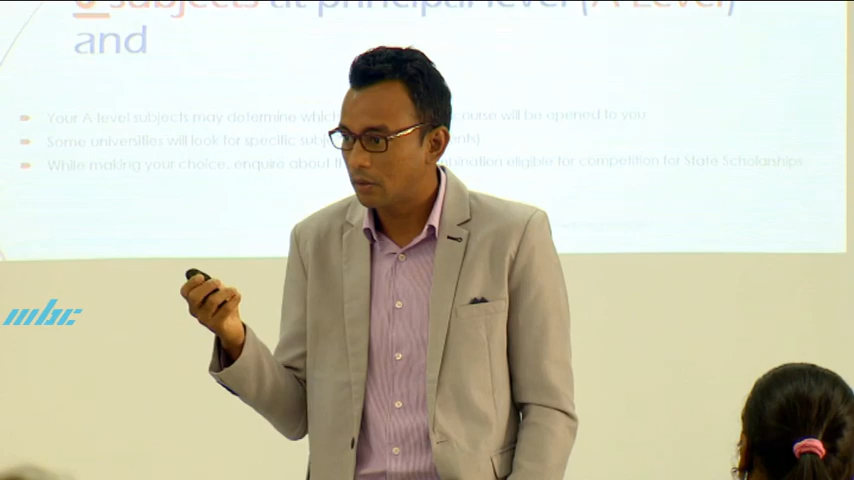 subjects at principal level (A-Level)
and
Your A-level subjects may determine which course will be opened to you
Some universities will look for specific
While making your choice, enquire about eligible for competition for State Scholarships
mbc